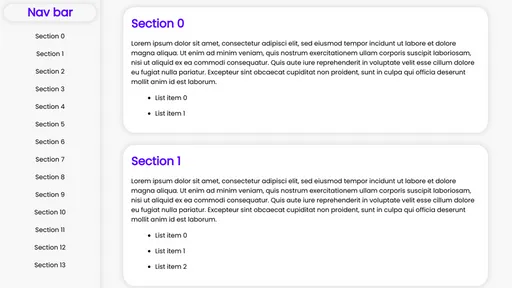 Nav bar
Section 0
Section 1
Section 2
Section 3
Section 4
Section 5
Section 6
Section 7
Section 8
Section 9
Section 10
Section 11
Section 12
Section 13
Section 0
Lorem ipsum dolor sit amet, consectetur adipisci elit, sed eiusmod tempor incidunt ut labore et dolore
magna aliqua. Ut enim ad minim veniam, quis nostrum exercitationem ullam corporis suscipit laboriosam,
nisi ut aliquid ex ea commodi consequatur. Quis aute iure reprehenderit in voluptate velit esse cillum dolore
eu fugiat nulla pariatur. Excepteur sint obcaecat cupiditat non proident, sunt in culpa qui officia deserunt
mollit anim id est laborum.
• List item 0
• List item 1
Section 1
Lorem ipsum dolor sit amet, consectetur adipisci elit, sed eiusmod tempor incidunt ut labore et dolore
magna aliqua. Ut enim ad minim veniam, quis nostrum exercitationem ullam corporis suscipit laboriosam,
nisi ut aliquid ex ea commodi consequatur. Quis aute iure reprehenderit in voluptate velit esse cillum dolore
eu fugiat nulla pariatur. Excepteur sint obcaecat cupiditat non proident, sunt in culpa qui officia deserunt
mollit anim id est laborum.
• List item 0
• List item 1
• List item 2